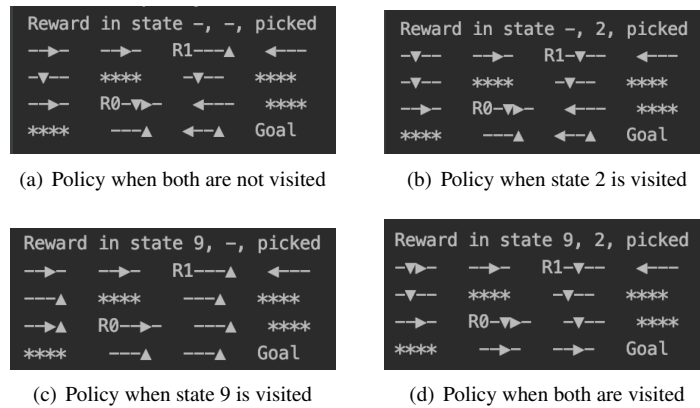 Reward in state -, -, picked
--►- --►- R1---▲ ◄---
-▼-- **** -▼-- ****
--►- R0-▼►- ◄--- ****
**** ---▲ ◄--▲ Goal
(a) Policy when both are not visited
Reward in state -, 2, picked
-▼-- --►- R1-▼-- ◄---
-▼-- **** -▼-- ****
--►- R0-▼►- ◄--- ****
**** ---▲ ◄--▲ Goal
(b) Policy when state 2 is visited
Reward in state 9, -, picked
--►- --►- R1---▲ ◄---
---▲ **** ---▲ ****
--►▲ R0--►- ---▲ ****
**** ---▲ ---▲ Goal
(c) Policy when state 9 is visited
Reward in state 9, 2, picked
-▼►- --►- R1-▼-- ◄---
-▼-- **** -▼-- ****
--►- R0-▼►- -▼-- ****
**** --►- --►- Goal
(d) Policy when both are visited